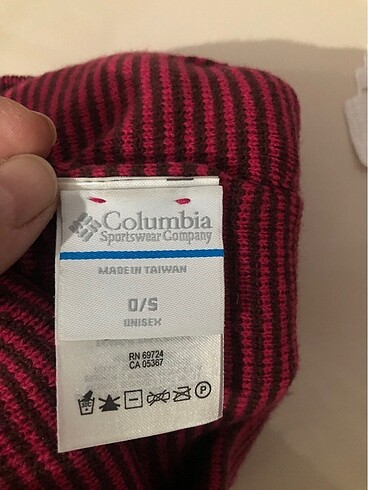 Columbia
Sportswear Company
MADE IN TAIWAN
O/S
UNISEX
RN 69724
CA 05367
P